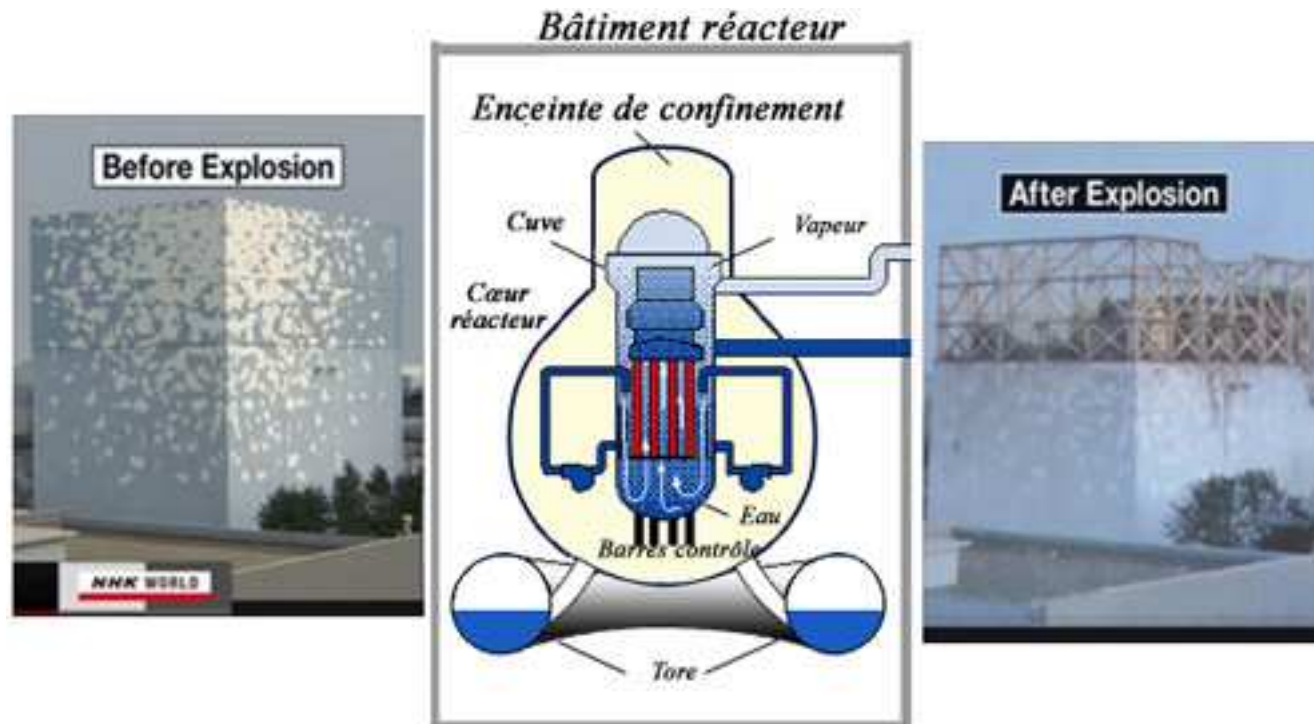 Bâtiment réacteur
Enceinte de confinement
Before Explosion
After Explosion
Cuve
Vapeur
Cœur
réacteur
Eau
Barres contrôle
NHK WORLD
Tore